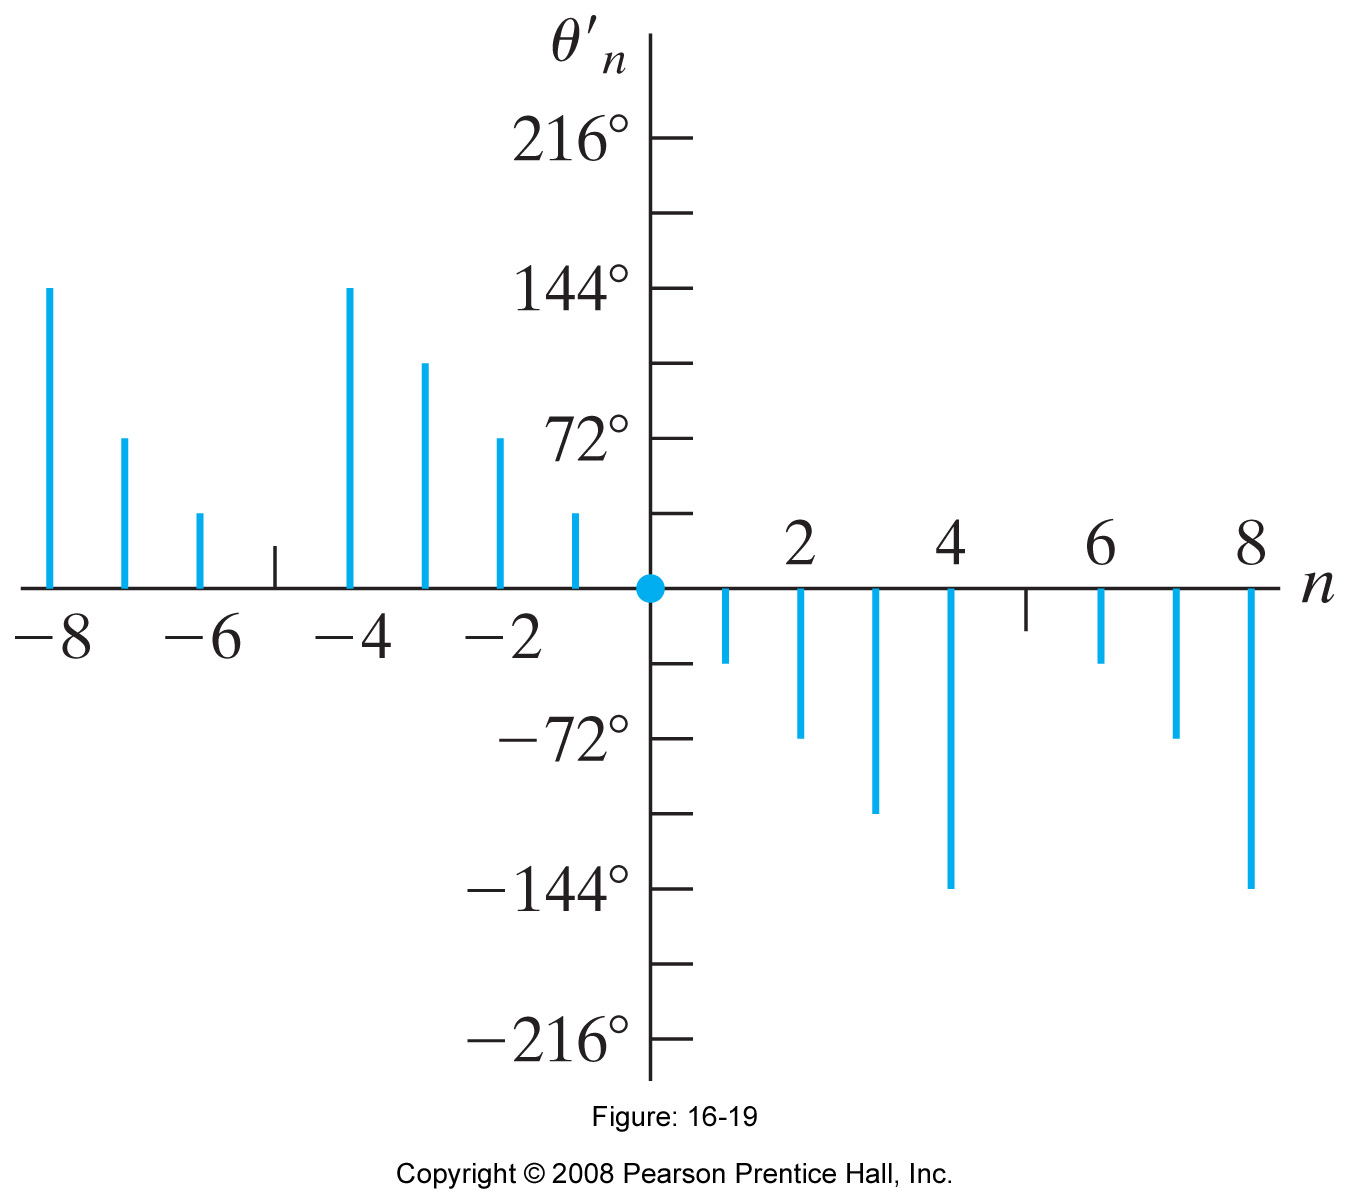 θ′n
216°
144°
72°
2 4 6 8
n
−8 −6 −4 −2
−72°
−144°
−216°
Figure: 16-19
Copyright © 2008 Pearson Prentice Hall, Inc.